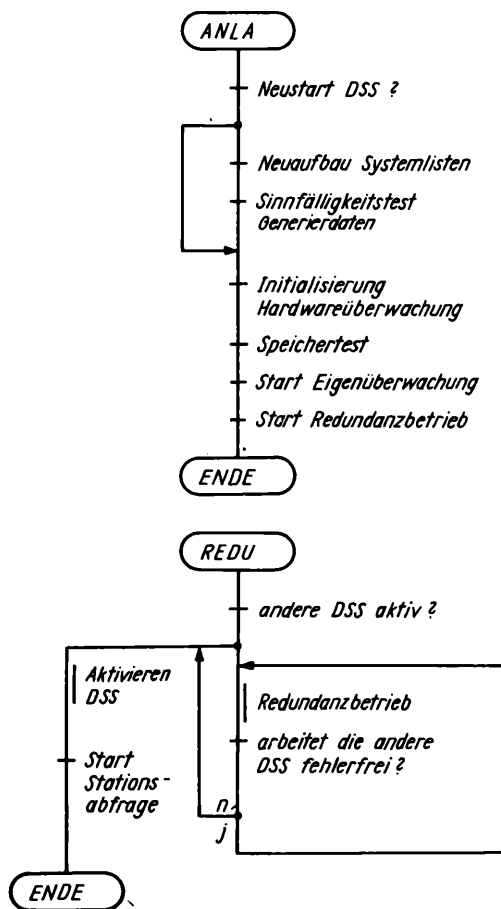 ANLA
Neustart DSS ?
Neuaufbau Systemlisten
Sinnfälligkeitstest
Generierdaten
Initialisierung
Hardwareüberwachung
Speichertest
Start Eigenüberwachung
Start Redundanzbetrieb
ENDE
REDU
andere DSS aktiv ?
Aktivieren
DSS
Redundanzbetrieb
arbeitet die andere
DSS fehlerfrei ?
Start
Stations-
abfrage
n
j
ENDE